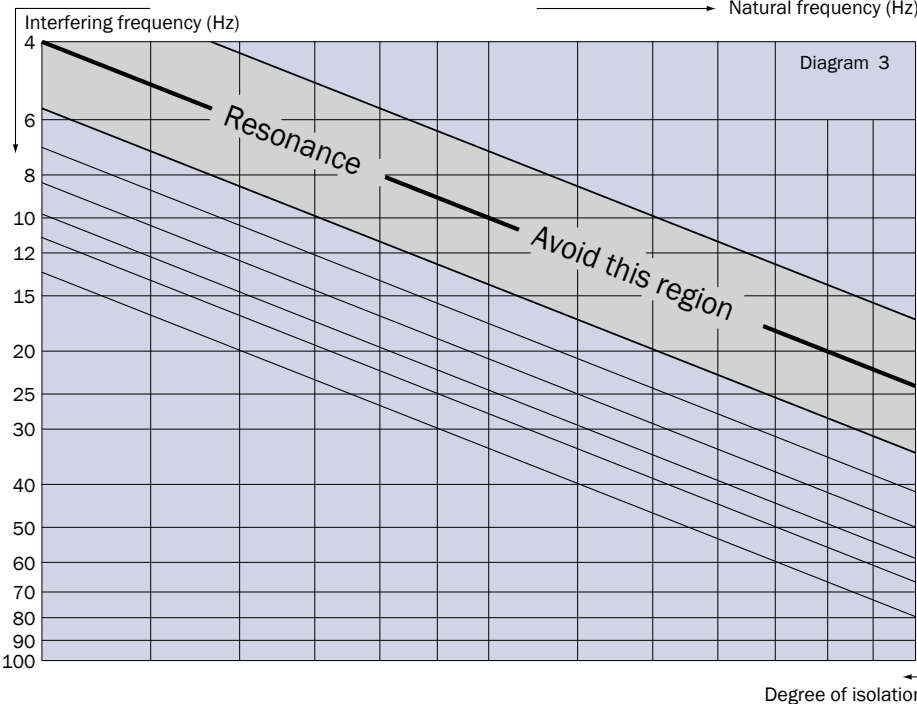 Natural frequency (Hz)
Interfering frequency (Hz)
4
Diagram 3
6
Resonance
8
10
Avoid this region
12
15
20
25
30
40
50
60
70
80
90
100
Degree of isolation